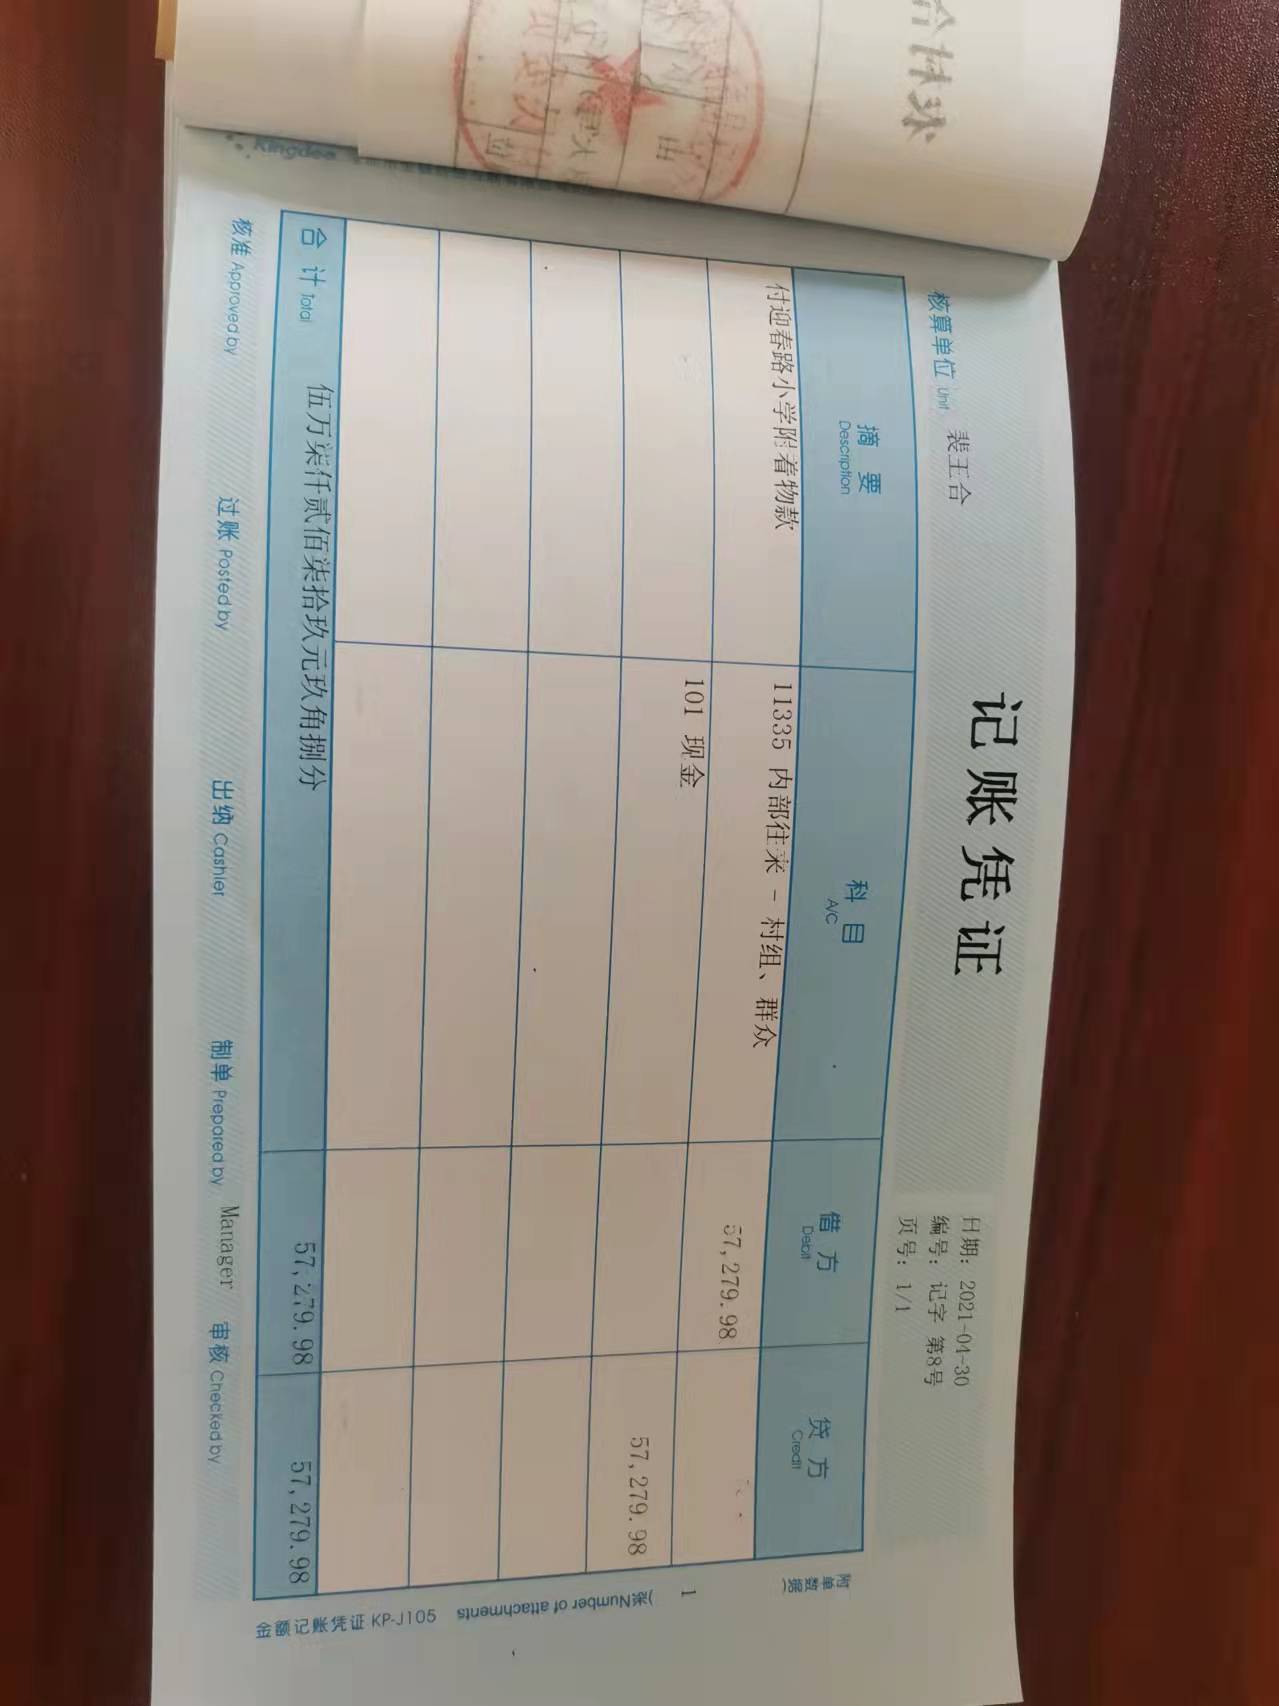 合林球
Kingdee
记账凭证
核算单位 Unit 裴王合
日期: 2021-04-30
编号: 记字 第8号
页号: 1/1
摘要 Description 科目 A/C 借方 Debit 贷方 Credit
付迎春路小学附着物款 11335 内部往来 - 村组、群众 57,279.98
101 现金 57,279.98
合计 Total 伍万柒仟贰佰柒拾玖元玖角捌分 57,279.98 57,279.98
核准 Approved by 过账 Posted by 出纳 Cashier 制单 Prepared by Manager 审核 Checked by
附单数据( 1 )张 Number of attachments
金额记账凭证 KP-J105